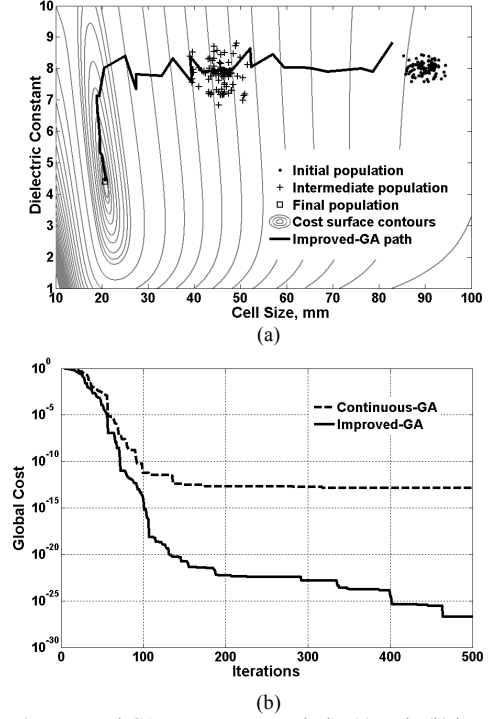 10
9
8
7
6
5
4
3
2
1
Dielectric Constant
Initial population
Intermediate population
Final population
Cost surface contours
Improved-GA path
10 20 30 40 50 60 70 80 90 100
Cell Size, mm
(a)
10^0
10^-5
10^-10
10^-15
10^-20
10^-25
10^-30
Global Cost
Continuous-GA
Improved-GA
0 100 200 300 400 500
Iterations
(b)